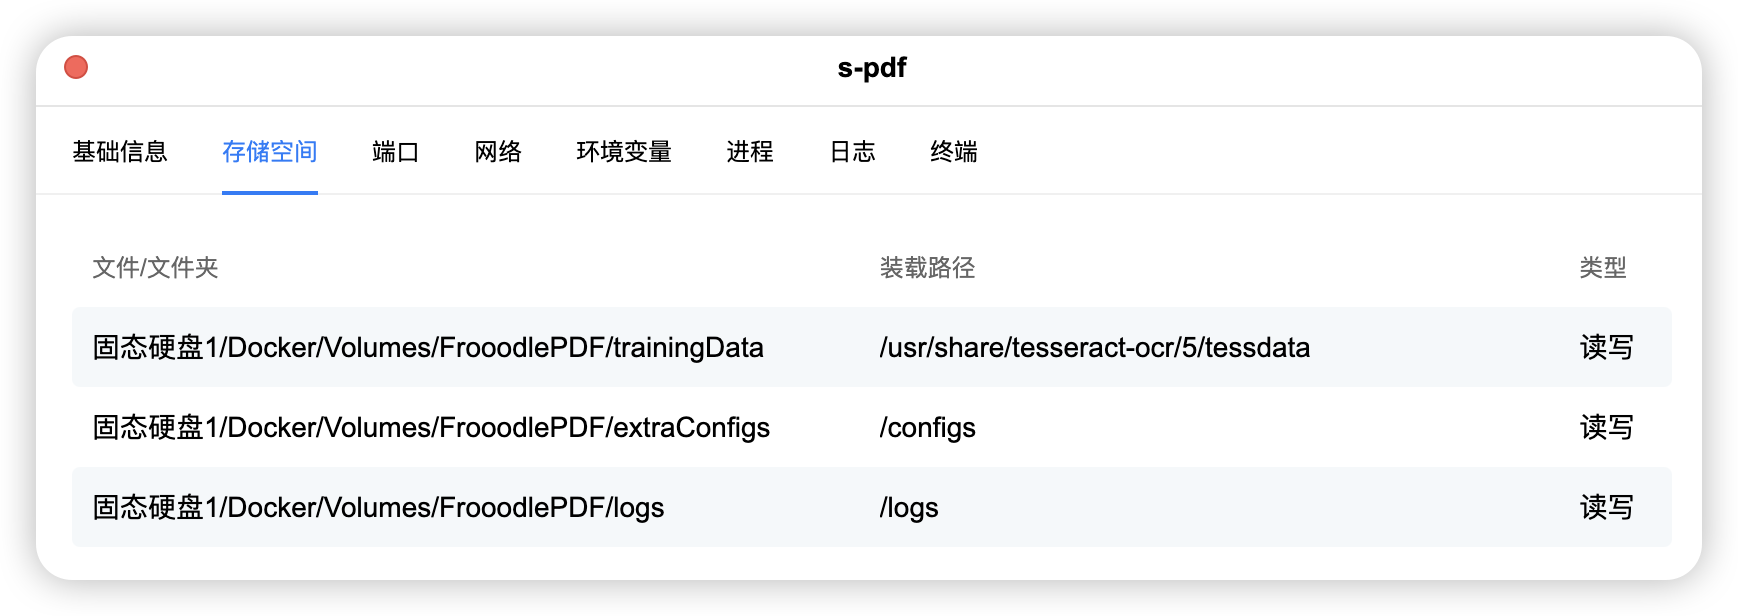 s-pdf
基础信息 存储空间 端口 网络 环境变量 进程 日志 终端
文件/文件夹 装载路径 类型
固态硬盘1/Docker/Volumes/FrooodlePDF/trainingData /usr/share/tesseract-ocr/5/tessdata 读写
固态硬盘1/Docker/Volumes/FrooodlePDF/extraConfigs /configs 读写
固态硬盘1/Docker/Volumes/FrooodlePDF/logs /logs 读写